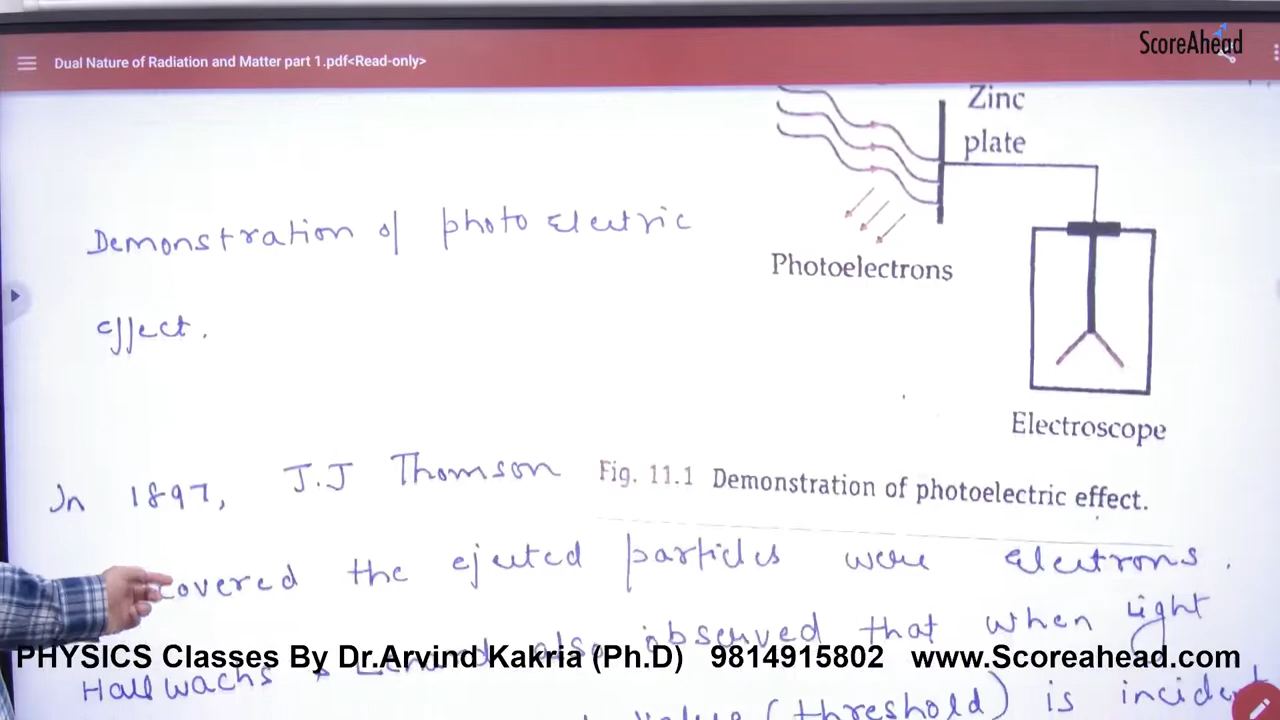 ScoreAhead
Dual Nature of Radiation and Matter part 1.pdf<Read-only>
Zinc
plate
Demonstration of photo electric
Photoelectrons
effect.
Electroscope
In 1897, J.J Thomson
Fig. 11.1 Demonstration of photoelectric effect.
covered the ejected particles were electrons.
observed that when light
PHYSICS Classes By Dr.Arvind Kakria (Ph.D) 9814915802 www.Scoreahead.com
Hallwachs
(threshold) is incident